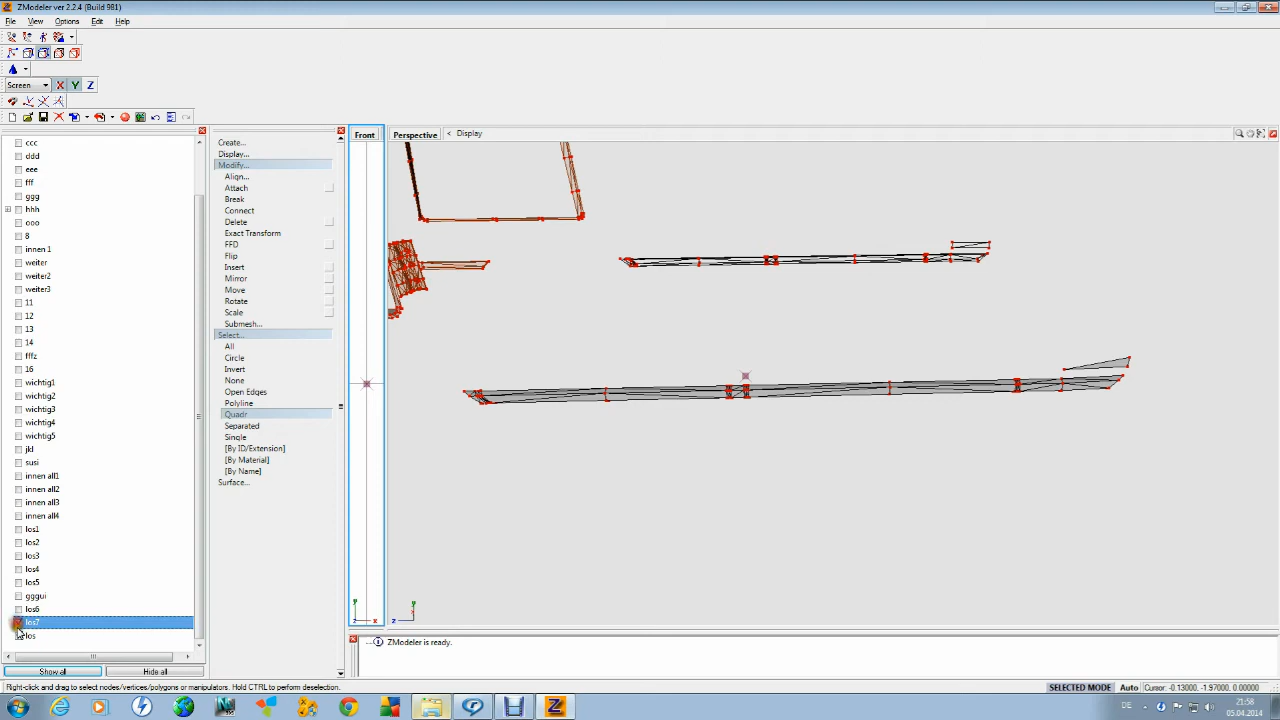 ZModeler ver 2.2.4 (Build 981)
File View Options Edit Help
Screen X Y Z
ccc
ddd
eee
fff
ggg
hhh
ooo
8
innen 1
weiter
weiter2
weiter3
11
12
13
14
fffz
16
wichtig1
wichtig2
wichtig3
wichtig4
wichtig5
jkl
susi
innen all1
innen all2
innen all3
innen all4
los1
los2
los3
los4
los5
gggui
los6
los7
los
Show all Hide all
Create...
Display...
Modify...
Align...
Attach
Break
Connect
Delete
Exact Transform
FFD
Flip
Insert
Mirror
Move
Rotate
Scale
Submesh...
Select...
All
Circle
Invert
None
Open Edges
Polyline
Quadr
Separated
Single
[By ID/Extension]
[By Material]
[By Name]
Surface...
Front
y
z x
Perspective < Display
y
z x
ZModeler is ready.
Right-click and drag to select nodes/vertices/polygons or manipulators. Hold CTRL to perform deselection.
SELECTED MODE Auto Cursor: -0.13000, -1.97000, 0.00000
DE
21:58
05.04.2014